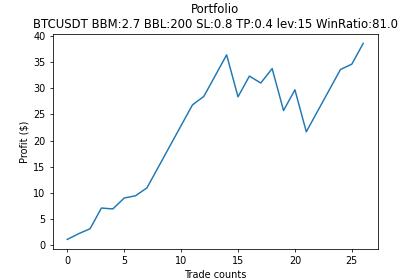 Portfolio
BTCUSDT BBM:2.7 BBL:200 SL:0.8 TP:0.4 lev:15 WinRatio:81.0
40
35
30
25
20
15
10
5
0
Profit ($)
0 5 10 15 20 25
Trade counts